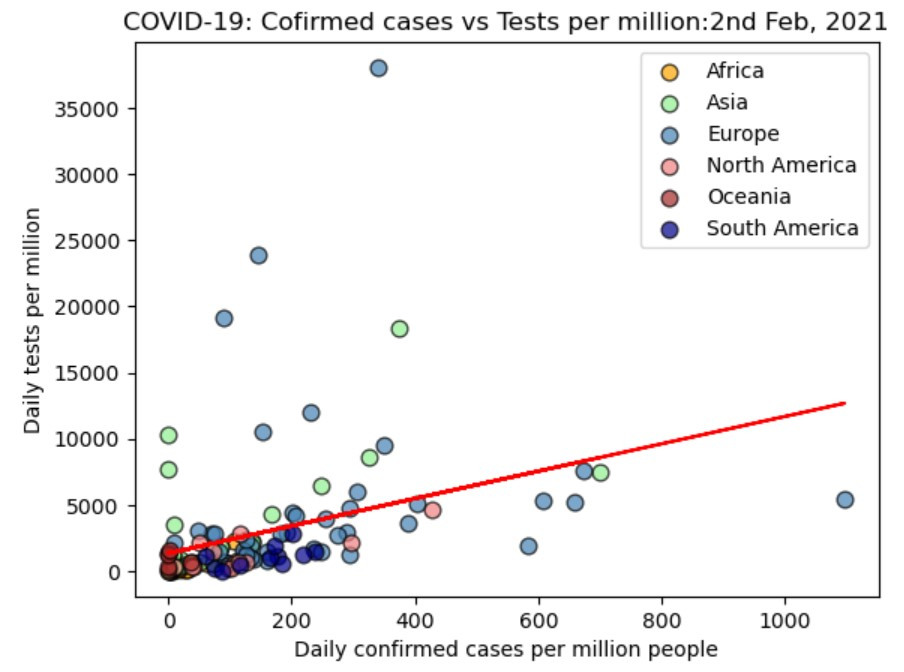 COVID-19: Cofirmed cases vs Tests per million:2nd Feb, 2021
Africa
Asia
Europe
North America
Oceania
South America
Daily tests per million
35000
30000
25000
20000
15000
10000
5000
0
0 200 400 600 800 1000
Daily confirmed cases per million people